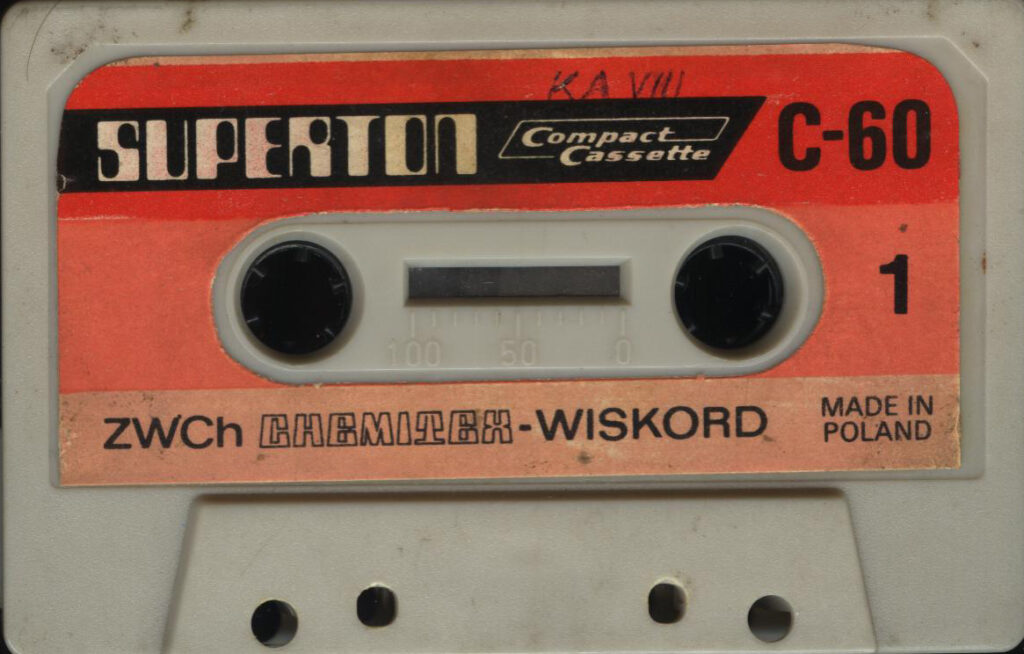 KA VIII
SUPERTON Compact Cassette C-60
1
100 50 0
ZWCh CHEMITEX-WISKORD
MADE IN
POLAND